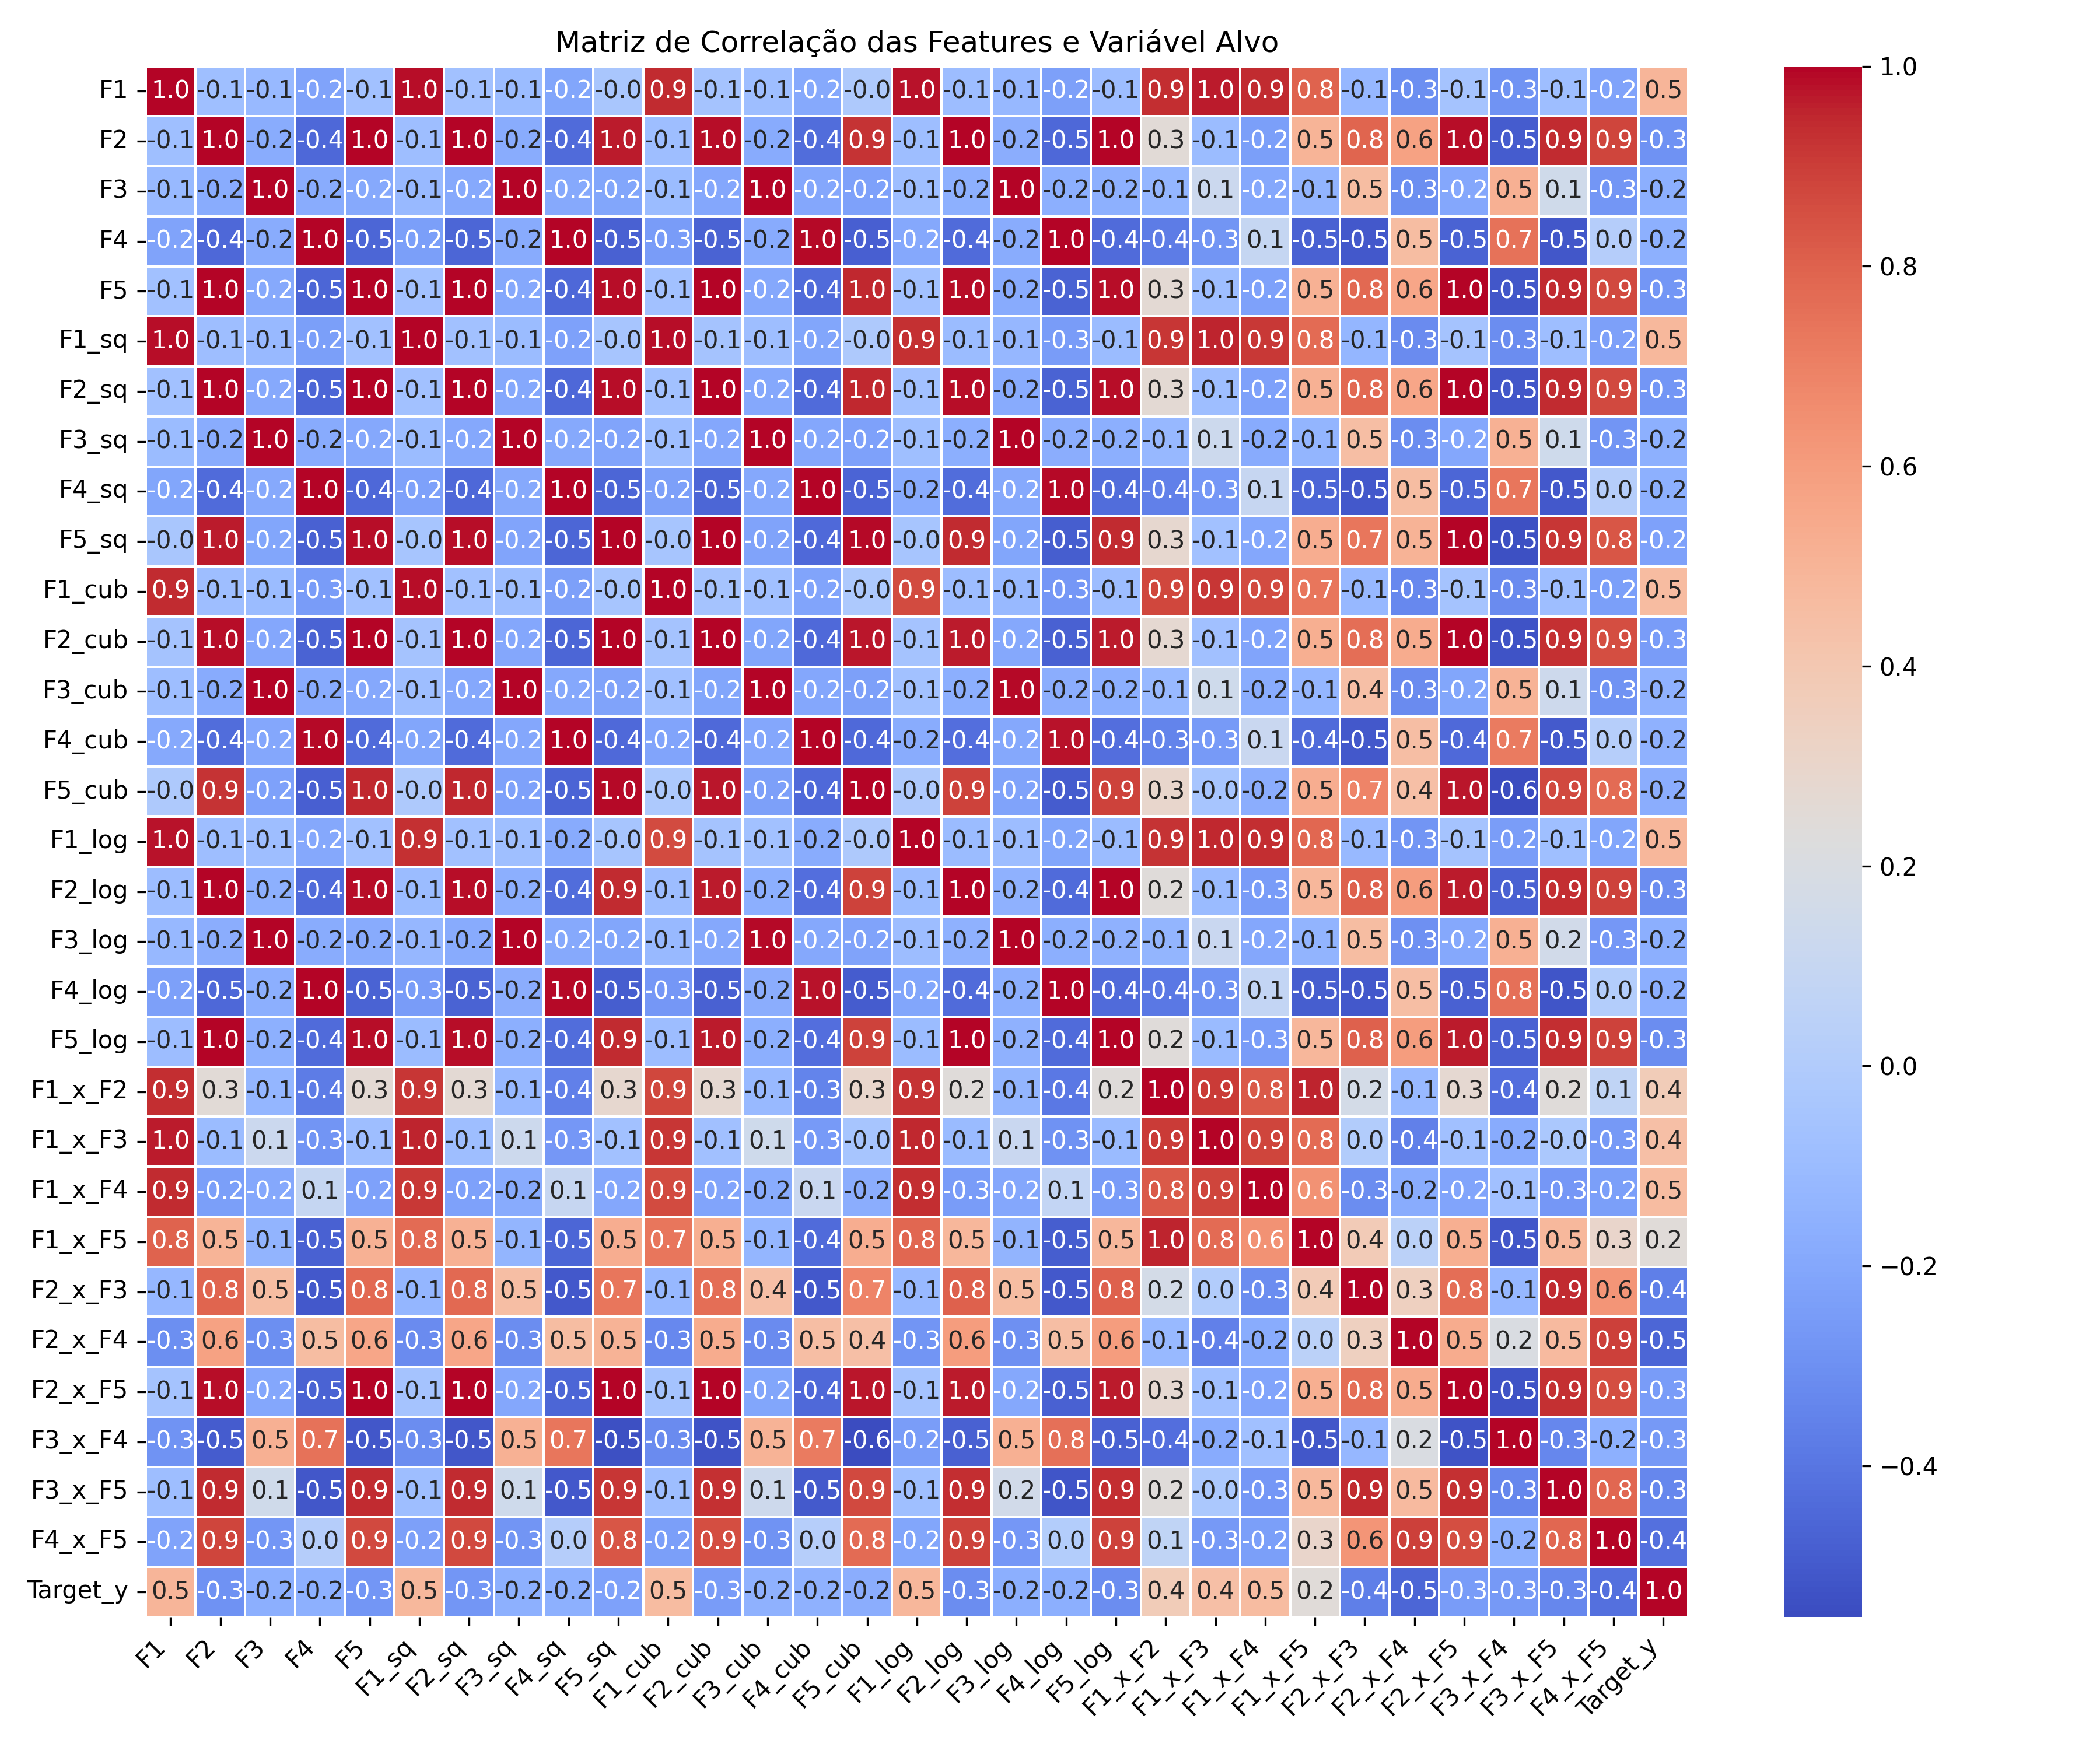 Matriz de Correlação das Features e Variável Alvo
F1 1.0 -0.1 -0.1 -0.2 -0.1 1.0 -0.1 -0.1 -0.2 -0.0 0.9 -0.1 -0.1 -0.2 -0.0 1.0 -0.1 -0.1 -0.2 -0.1 0.9 1.0 0.9 0.8 -0.1 -0.3 -0.1 -0.3 -0.1 -0.2 0.5
F2 -0.1 1.0 -0.2 -0.4 1.0 -0.1 1.0 -0.2 -0.4 1.0 -0.1 1.0 -0.2 -0.4 0.9 -0.1 1.0 -0.2 -0.5 1.0 0.3 -0.1 -0.2 0.5 0.8 0.6 1.0 -0.5 0.9 0.9 -0.3
F3 -0.1 -0.2 1.0 -0.2 -0.2 -0.1 -0.2 1.0 -0.2 -0.2 -0.1 -0.2 1.0 -0.2 -0.2 -0.1 -0.2 1.0 -0.2 -0.2 -0.1 0.1 -0.2 -0.1 0.5 -0.3 -0.2 0.5 0.1 -0.3 -0.2
F4 -0.2 -0.4 -0.2 1.0 -0.5 -0.2 -0.5 -0.2 1.0 -0.5 -0.3 -0.5 -0.2 1.0 -0.5 -0.2 -0.4 -0.2 1.0 -0.4 -0.4 -0.3 0.1 -0.5 -0.5 0.5 -0.5 0.7 -0.5 0.0 -0.2
F5 -0.1 1.0 -0.2 -0.5 1.0 -0.1 1.0 -0.2 -0.4 1.0 -0.1 1.0 -0.2 -0.4 1.0 -0.1 1.0 -0.2 -0.5 1.0 0.3 -0.1 -0.2 0.5 0.8 0.6 1.0 -0.5 0.9 0.9 -0.3
F1_sq 1.0 -0.1 -0.1 -0.2 -0.1 1.0 -0.1 -0.1 -0.2 -0.0 1.0 -0.1 -0.1 -0.2 -0.0 0.9 -0.1 -0.1 -0.3 -0.1 0.9 1.0 0.9 0.8 -0.1 -0.3 -0.1 -0.3 -0.1 -0.2 0.5
F2_sq -0.1 1.0 -0.2 -0.5 1.0 -0.1 1.0 -0.2 -0.4 1.0 -0.1 1.0 -0.2 -0.4 1.0 -0.1 1.0 -0.2 -0.5 1.0 0.3 -0.1 -0.2 0.5 0.8 0.6 1.0 -0.5 0.9 0.9 -0.3
F3_sq -0.1 -0.2 1.0 -0.2 -0.2 -0.1 -0.2 1.0 -0.2 -0.2 -0.1 -0.2 1.0 -0.2 -0.2 -0.1 -0.2 1.0 -0.2 -0.2 -0.1 0.1 -0.2 -0.1 0.5 -0.3 -0.2 0.5 0.1 -0.3 -0.2
F4_sq -0.2 -0.4 -0.2 1.0 -0.4 -0.2 -0.4 -0.2 1.0 -0.5 -0.2 -0.5 -0.2 1.0 -0.5 -0.2 -0.4 -0.2 1.0 -0.4 -0.4 -0.3 0.1 -0.5 -0.5 0.5 -0.5 0.7 -0.5 0.0 -0.2
F5_sq -0.0 1.0 -0.2 -0.5 1.0 -0.0 1.0 -0.2 -0.5 1.0 -0.0 1.0 -0.2 -0.4 1.0 -0.0 0.9 -0.2 -0.5 0.9 0.3 -0.1 -0.2 0.5 0.7 0.5 1.0 -0.5 0.9 0.8 -0.2
F1_cub 0.9 -0.1 -0.1 -0.3 -0.1 1.0 -0.1 -0.1 -0.2 -0.0 1.0 -0.1 -0.1 -0.2 -0.0 0.9 -0.1 -0.1 -0.3 -0.1 0.9 0.9 0.9 0.7 -0.1 -0.3 -0.1 -0.3 -0.1 -0.2 0.5
F2_cub -0.1 1.0 -0.2 -0.5 1.0 -0.1 1.0 -0.2 -0.5 1.0 -0.1 1.0 -0.2 -0.4 1.0 -0.1 1.0 -0.2 -0.5 1.0 0.3 -0.1 -0.2 0.5 0.8 0.5 1.0 -0.5 0.9 0.9 -0.3
F3_cub -0.1 -0.2 1.0 -0.2 -0.2 -0.1 -0.2 1.0 -0.2 -0.2 -0.1 -0.2 1.0 -0.2 -0.2 -0.1 -0.2 1.0 -0.2 -0.2 -0.1 0.1 -0.2 -0.1 0.4 -0.3 -0.2 0.5 0.1 -0.3 -0.2
F4_cub -0.2 -0.4 -0.2 1.0 -0.4 -0.2 -0.4 -0.2 1.0 -0.4 -0.2 -0.4 -0.2 1.0 -0.4 -0.2 -0.4 -0.2 1.0 -0.4 -0.3 -0.3 0.1 -0.4 -0.5 0.5 -0.4 0.7 -0.5 0.0 -0.2
F5_cub -0.0 0.9 -0.2 -0.5 1.0 -0.0 1.0 -0.2 -0.5 1.0 -0.0 1.0 -0.2 -0.4 1.0 -0.0 0.9 -0.2 -0.5 0.9 0.3 -0.0 -0.2 0.5 0.7 0.4 1.0 -0.6 0.9 0.8 -0.2
F1_log 1.0 -0.1 -0.1 -0.2 -0.1 0.9 -0.1 -0.1 -0.2 -0.0 0.9 -0.1 -0.1 -0.2 -0.0 1.0 -0.1 -0.1 -0.2 -0.1 0.9 1.0 0.9 0.8 -0.1 -0.3 -0.1 -0.2 -0.1 -0.2 0.5
F2_log -0.1 1.0 -0.2 -0.4 1.0 -0.1 1.0 -0.2 -0.4 0.9 -0.1 1.0 -0.2 -0.4 0.9 -0.1 1.0 -0.2 -0.4 1.0 0.2 -0.1 -0.3 0.5 0.8 0.6 1.0 -0.5 0.9 0.9 -0.3
F3_log -0.1 -0.2 1.0 -0.2 -0.2 -0.1 -0.2 1.0 -0.2 -0.2 -0.1 -0.2 1.0 -0.2 -0.2 -0.1 -0.2 1.0 -0.2 -0.2 -0.1 0.1 -0.2 -0.1 0.5 -0.3 -0.2 0.5 0.2 -0.3 -0.2
F4_log -0.2 -0.5 -0.2 1.0 -0.5 -0.3 -0.5 -0.2 1.0 -0.5 -0.3 -0.5 -0.2 1.0 -0.5 -0.2 -0.4 -0.2 1.0 -0.4 -0.4 -0.3 0.1 -0.5 -0.5 0.5 -0.5 0.8 -0.5 0.0 -0.2
F5_log -0.1 1.0 -0.2 -0.4 1.0 -0.1 1.0 -0.2 -0.4 0.9 -0.1 1.0 -0.2 -0.4 0.9 -0.1 1.0 -0.2 -0.4 1.0 0.2 -0.1 -0.3 0.5 0.8 0.6 1.0 -0.5 0.9 0.9 -0.3
F1_x_F2 0.9 0.3 -0.1 -0.4 0.3 0.9 0.3 -0.1 -0.4 0.3 0.9 0.3 -0.1 -0.3 0.3 0.9 0.2 -0.1 -0.4 0.2 1.0 0.9 0.8 1.0 0.2 -0.1 0.3 -0.4 0.2 0.1 0.4
F1_x_F3 1.0 -0.1 0.1 -0.3 -0.1 1.0 -0.1 0.1 -0.3 -0.1 0.9 -0.1 0.1 -0.3 -0.0 1.0 -0.1 0.1 -0.3 -0.1 0.9 1.0 0.9 0.8 0.0 -0.4 -0.1 -0.2 -0.0 -0.3 0.4
F1_x_F4 0.9 -0.2 -0.2 0.1 -0.2 0.9 -0.2 -0.2 0.1 -0.2 0.9 -0.2 -0.2 0.1 -0.2 0.9 -0.3 -0.2 0.1 -0.3 0.8 0.9 1.0 0.6 -0.3 -0.2 -0.2 -0.1 -0.3 -0.2 0.5
F1_x_F5 0.8 0.5 -0.1 -0.5 0.5 0.8 0.5 -0.1 -0.5 0.5 0.7 0.5 -0.1 -0.4 0.5 0.8 0.5 -0.1 -0.5 0.5 1.0 0.8 0.6 1.0 0.4 0.0 0.5 -0.5 0.5 0.3 0.2
F2_x_F3 -0.1 0.8 0.5 -0.5 0.8 -0.1 0.8 0.5 -0.5 0.7 -0.1 0.8 0.4 -0.5 0.7 -0.1 0.8 0.5 -0.5 0.8 0.2 0.0 -0.3 0.4 1.0 0.3 0.8 -0.1 0.9 0.6 -0.4
F2_x_F4 -0.3 0.6 -0.3 0.5 0.6 -0.3 0.6 -0.3 0.5 0.5 -0.3 0.5 -0.3 0.5 0.4 -0.3 0.6 -0.3 0.5 0.6 -0.1 -0.4 -0.2 0.0 0.3 1.0 0.5 0.2 0.5 0.9 -0.5
F2_x_F5 -0.1 1.0 -0.2 -0.5 1.0 -0.1 1.0 -0.2 -0.5 1.0 -0.1 1.0 -0.2 -0.4 1.0 -0.1 1.0 -0.2 -0.5 1.0 0.3 -0.1 -0.2 0.5 0.8 0.5 1.0 -0.5 0.9 0.9 -0.3
F3_x_F4 -0.3 -0.5 0.5 0.7 -0.5 -0.3 -0.5 0.5 0.7 -0.5 -0.3 -0.5 0.5 0.7 -0.6 -0.2 -0.5 0.5 0.8 -0.5 -0.4 -0.2 -0.1 -0.5 -0.1 0.2 -0.5 1.0 -0.3 -0.2 -0.3
F3_x_F5 -0.1 0.9 0.1 -0.5 0.9 -0.1 0.9 0.1 -0.5 0.9 -0.1 0.9 0.1 -0.5 0.9 -0.1 0.9 0.2 -0.5 0.9 0.2 -0.0 -0.3 0.5 0.9 0.5 0.9 -0.3 1.0 0.8 -0.3
F4_x_F5 -0.2 0.9 -0.3 0.0 0.9 -0.2 0.9 -0.3 0.0 0.8 -0.2 0.9 -0.3 0.0 0.8 -0.2 0.9 -0.3 0.0 0.9 0.1 -0.3 -0.2 0.3 0.6 0.9 0.9 -0.2 0.8 1.0 -0.4
Target_y 0.5 -0.3 -0.2 -0.2 -0.3 0.5 -0.3 -0.2 -0.2 -0.2 0.5 -0.3 -0.2 -0.2 -0.2 0.5 -0.3 -0.2 -0.2 -0.3 0.4 0.4 0.5 0.2 -0.4 -0.5 -0.3 -0.3 -0.3 -0.4 1.0
F1 F2 F3 F4 F5 F1_sq F2_sq F3_sq F4_sq F5_sq F1_cub F2_cub F3_cub F4_cub F5_cub F1_log F2_log F3_log F4_log F5_log F1_x_F2 F1_x_F3 F1_x_F4 F1_x_F5 F2_x_F3 F2_x_F4 F2_x_F5 F3_x_F4 F3_x_F5 F4_x_F5 Target_y
1.0
0.8
0.6
0.4
0.2
0.0
−0.2
−0.4